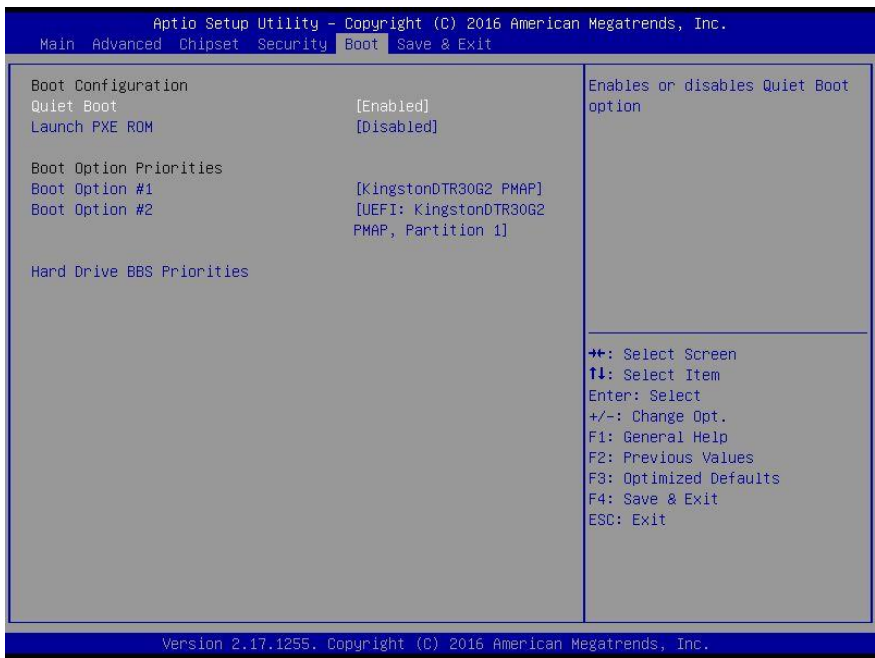 Aptio Setup Utility – Copyright (C) 2016 American Megatrends, Inc.
Main Advanced Chipset Security Boot Save & Exit
Boot Configuration
Quiet Boot [Enabled]
Launch PXE ROM [Disabled]
Boot Option Priorities
Boot Option #1 [KingstonDTR30G2 PMAP]
Boot Option #2 [UEFI: KingstonDTR30G2
PMAP, Partition 1]
Hard Drive BBS Priorities
Enables or disables Quiet Boot
option
→←: Select Screen
↑↓: Select Item
Enter: Select
+/-: Change Opt.
F1: General Help
F2: Previous Values
F3: Optimized Defaults
F4: Save & Exit
ESC: Exit
Version 2.17.1255. Copyright (C) 2016 American Megatrends, Inc.